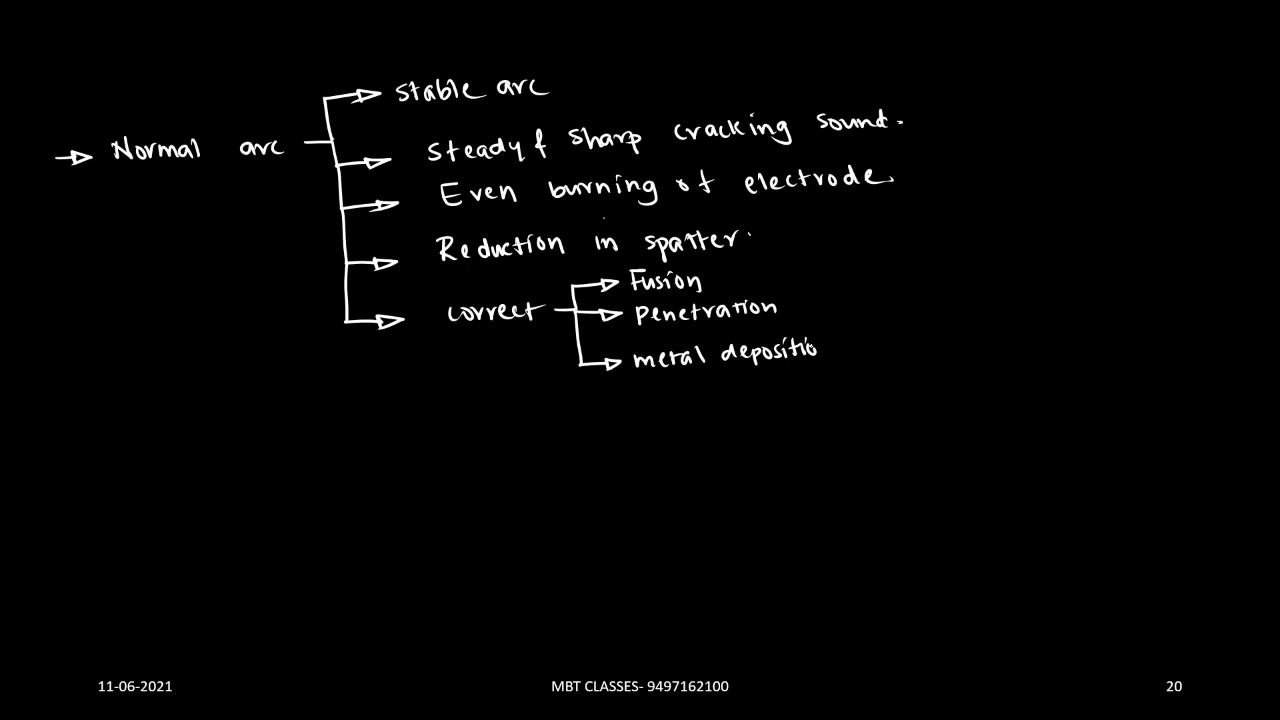 stable arc
Normal arc
steady & sharp cracking sound.
Even burning of electrode.
Reduction in spatter.
correct
Fusion
penetration
metal depositio
11-06-2021
MBT CLASSES- 9497162100
20